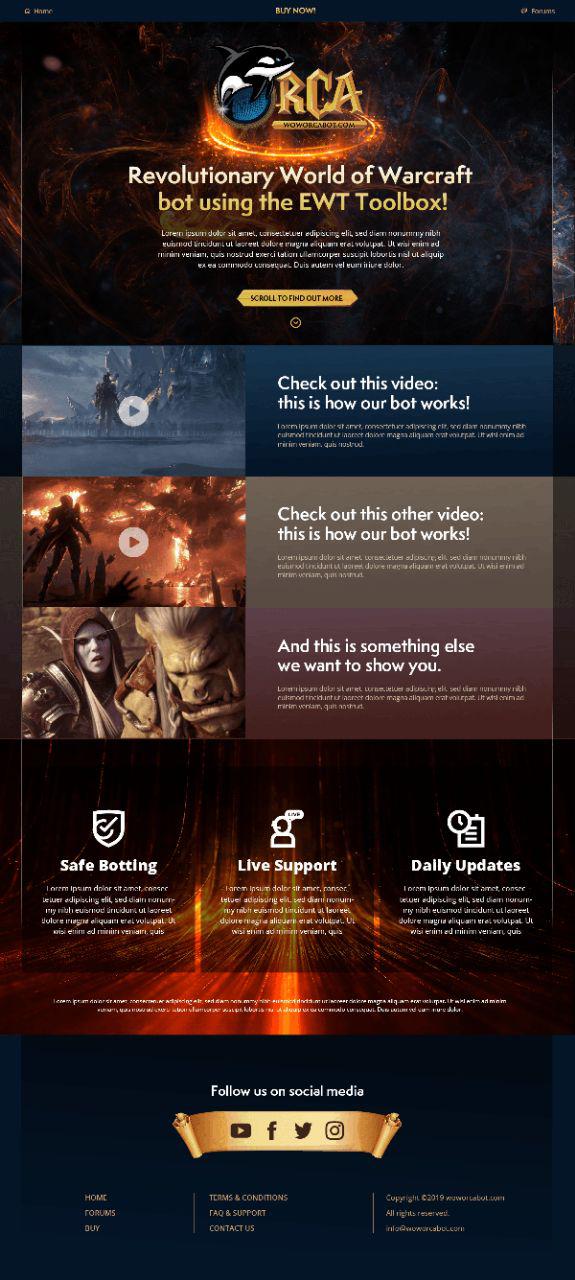 Home
BUY NOW!
Forums
ORCA
WOWORCABOT.COM
Revolutionary World of Warcraft
bot using the EWT Toolbox!
Lorem ipsum dolor sit amet, consectetuer adipiscing elit, sed diam nonummy nibh
euismod tincidunt ut laoreet dolore magna aliquam erat volutpat. Ut wisi enim ad
minim veniam, quis nostrud exerci tation ullamcorper suscipit lobortis nisl ut aliquip
ex ea commodo consequat. Duis autem vel eum iriure dolor.
SCROLL TO FIND OUT MORE
Check out this video:
this is how our bot works!
Lorem ipsum dolor sit amet, consectetuer adipiscing elit, sed diam nonummy nibh
euismod tincidunt ut laoreet dolore magna aliquam erat volutpat. Ut wisi enim ad
minim veniam, quis nostrud.
Check out this other video:
this is how our bot works!
Lorem ipsum dolor sit amet, consectetuer adipiscing elit, sed diam nonummy nibh
euismod tincidunt ut laoreet dolore magna aliquam erat volutpat. Ut wisi enim ad
minim veniam, quis nostrud.
And this is something else
we want to show you.
Lorem ipsum dolor sit amet, consectetuer adipiscing elit, sed diam nonummy nibh
euismod tincidunt ut laoreet dolore magna aliquam erat volutpat. Ut wisi enim ad
minim veniam, quis nostrud.
Safe Botting
Lorem ipsum dolor sit amet, consec
tetuer adipiscing elit, sed diam nonum-
my nibh euismod tincidunt ut laoreet
dolore magna aliquam erat volutpat. Ut
wisi enim ad minim veniam, quis
LIVE
Live Support
Lorem ipsum dolor sit amet, consec
tetuer adipiscing elit, sed diam nonum-
my nibh euismod tincidunt ut laoreet
dolore magna aliquam erat volutpat. Ut
wisi enim ad minim veniam, quis
Daily Updates
Lorem ipsum dolor sit amet, consec
tetuer adipiscing elit, sed diam nonum-
my nibh euismod tincidunt ut laoreet
dolore magna aliquam erat volutpat. Ut
wisi enim ad minim veniam, quis
Lorem ipsum dolor sit amet, consectetuer adipiscing elit, sed diam nonummy nibh euismod tincidunt ut laoreet dolore magna aliquam erat volutpat. Ut wisi enim ad minim
veniam, quis nostrud exerci tation ullamcorper suscipit lobortis nisl ut aliquip ex ea commodo consequat. Duis autem vel eum iriure dolor.
Follow us on social media
HOME
FORUMS
BUY
TERMS & CONDITIONS
FAQ & SUPPORT
CONTACT US
Copyright ©2019 woworcabot.com
All rights reserved.
info@woworcabot.com